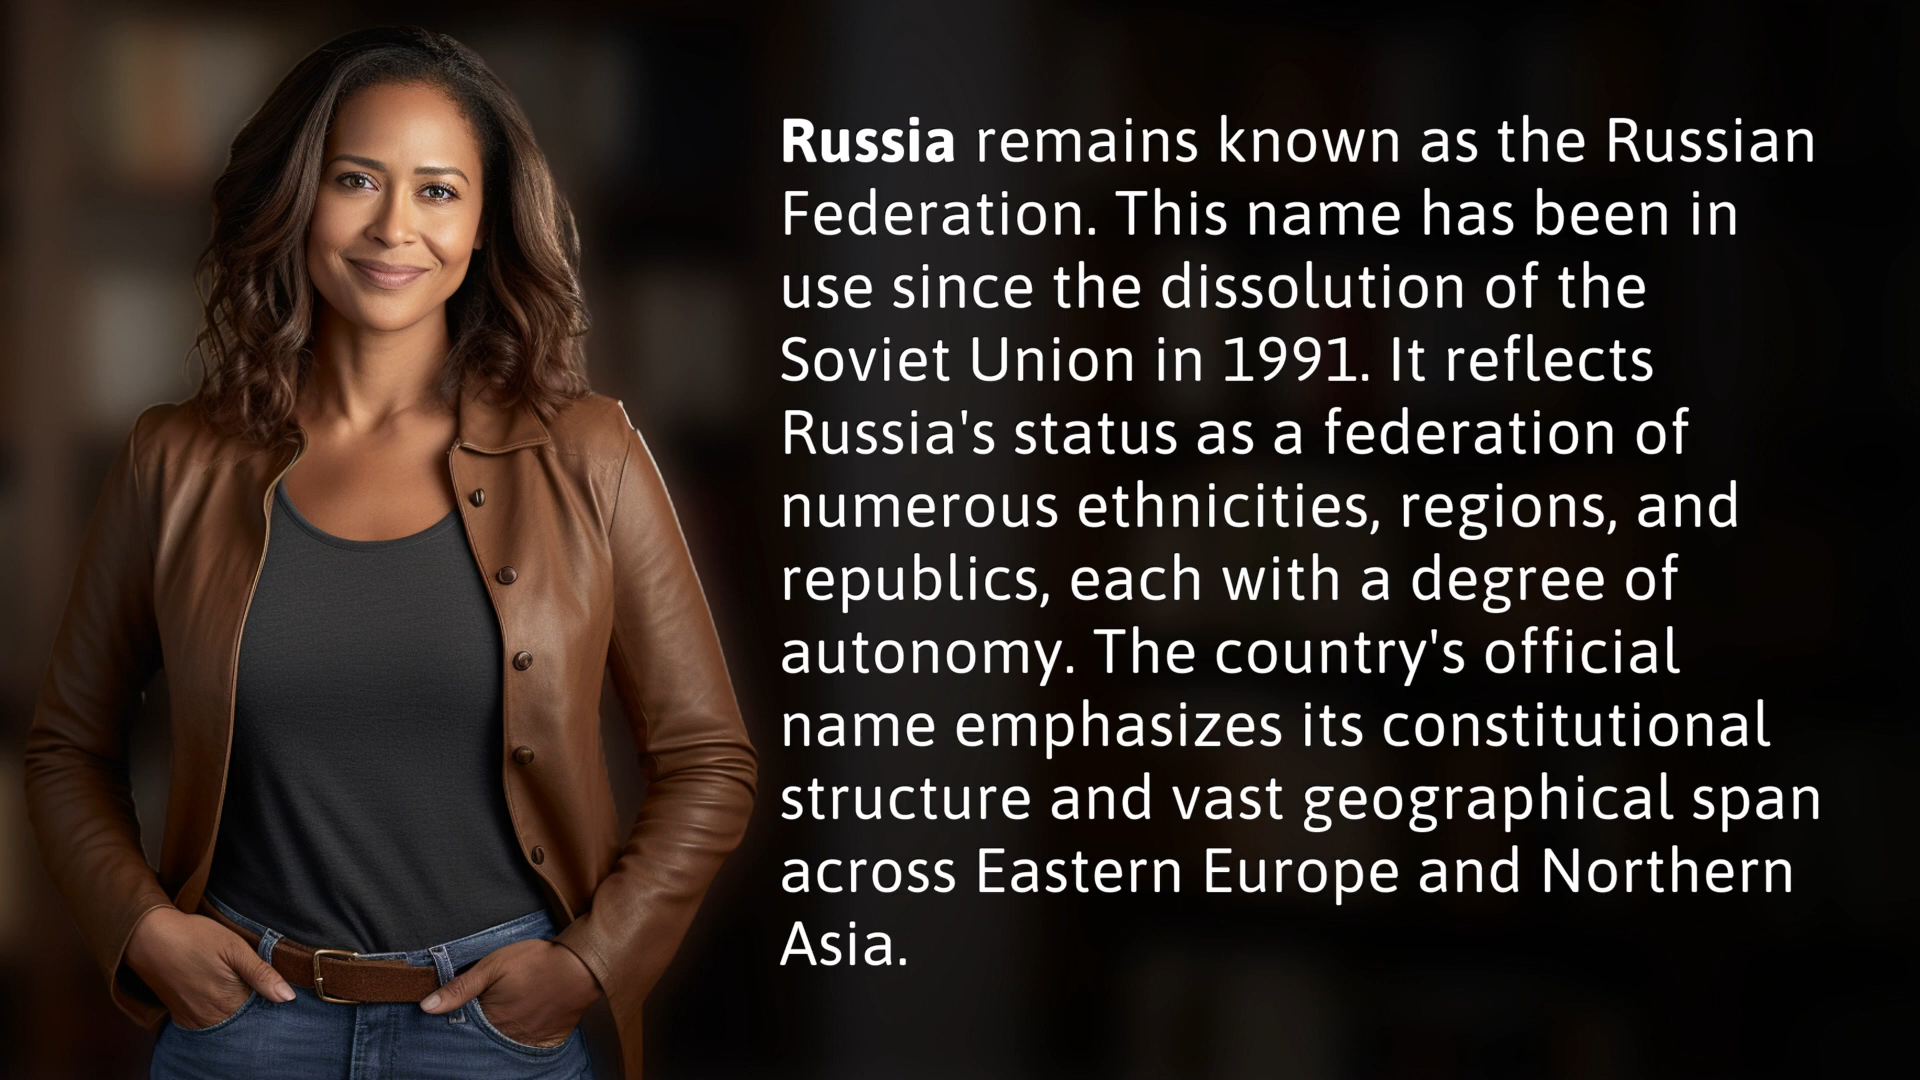 Russia remains known as the Russian
Federation. This name has been in
use since the dissolution of the
Soviet Union in 1991. It reflects
Russia's status as a federation of
numerous ethnicities, regions, and
republics, each with a degree of
autonomy. The country's official
name emphasizes its constitutional
structure and vast geographical span
across Eastern Europe and Northern
Asia.